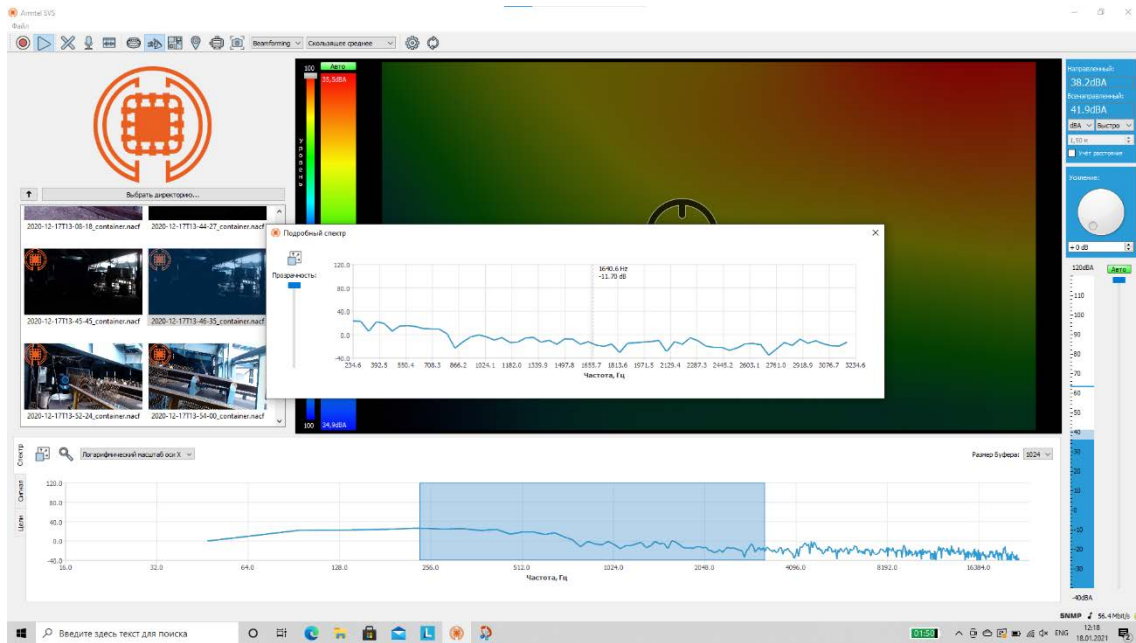 Armtel SVS
Файл
Beamforming
Скользящее среднее
100
Авто
35,5dBA
Уровень
100
24,9dBA
Направленный:
38.2dBA
Всенаправленный:
41.9dBA
dBA
Быстро
1,50 м
Учёт расстояния
Усиление:
+ 0 dB
120dBA
Авто
110
100
90
80
70
60
50
40
30
20
10
0
-10
-20
-30
-40dBA
Выбрать директорию...
2020-12-17T13-08-18_container.nacf
2020-12-17T13-44-27_container.nacf
2020-12-17T13-45-45_container.nacf
2020-12-17T13-46-35_container.nacf
2020-12-17T13-52-24_container.nacf
2020-12-17T13-54-00_container.nacf
Подробный спектр
Прозрачность:
120.0
80.0
40.0
0.0
-40.0
1640.6 Hz
-11.70 dB
234.6 392.5 550.4 708.3 866.2 1024.1 1182.0 1339.9 1497.8 1655.7 1813.6 1971.5 2129.4 2287.3 2445.2 2603.1 2761.0 2918.9 3076.7 3234.6
Частота, Гц
Спектр
Сигнал
Цели
Логарифмический масштаб оси X
Размер буфера: 1024
120.0
80.0
40.0
0.0
-40.0
16.0 32.0 64.0 128.0 256.0 512.0 1024.0 2048.0 4096.0 8192.0 16384.0
Частота, Гц
SNMP 56.4Mbit/s
Введите здесь текст для поиска
01:50
ENG
12:18
18.01.2021